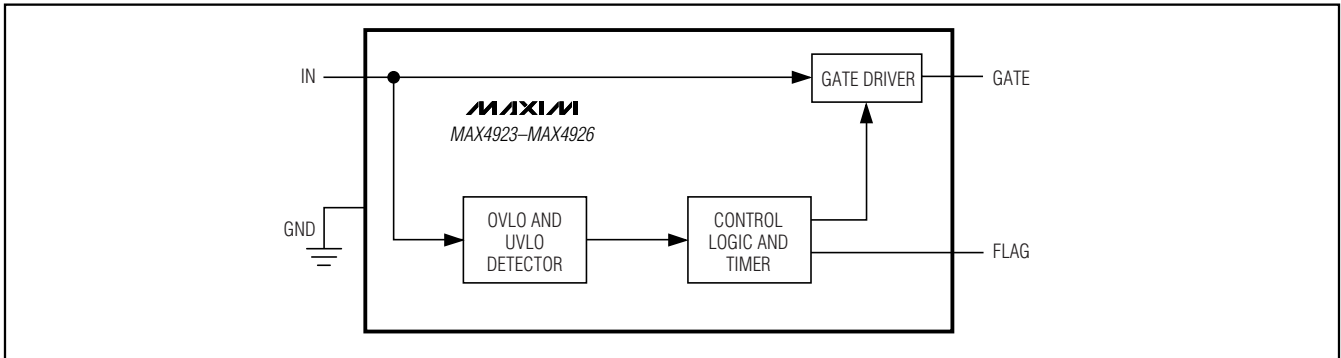 IN
GATE DRIVER
GATE
MAXIM
MAX4923–MAX4926
GND
OVLO AND
UVLO
DETECTOR
CONTROL
LOGIC AND
TIMER
FLAG